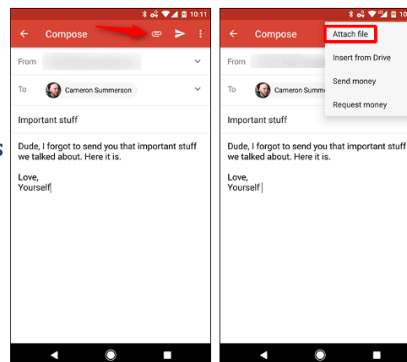 10:11
Compose
From
To Cameron Summerson
Important stuff
Dude, I forgot to send you that important stuff
we talked about. Here it is.
Love,
Yourself
s
10
Compose
Attach file
Insert from Drive
Send money
Request money
From
To Cameron Summe
Important stuff
Dude, I forgot to send you that important stuff
we talked about. Here it is.
Love,
Yourself